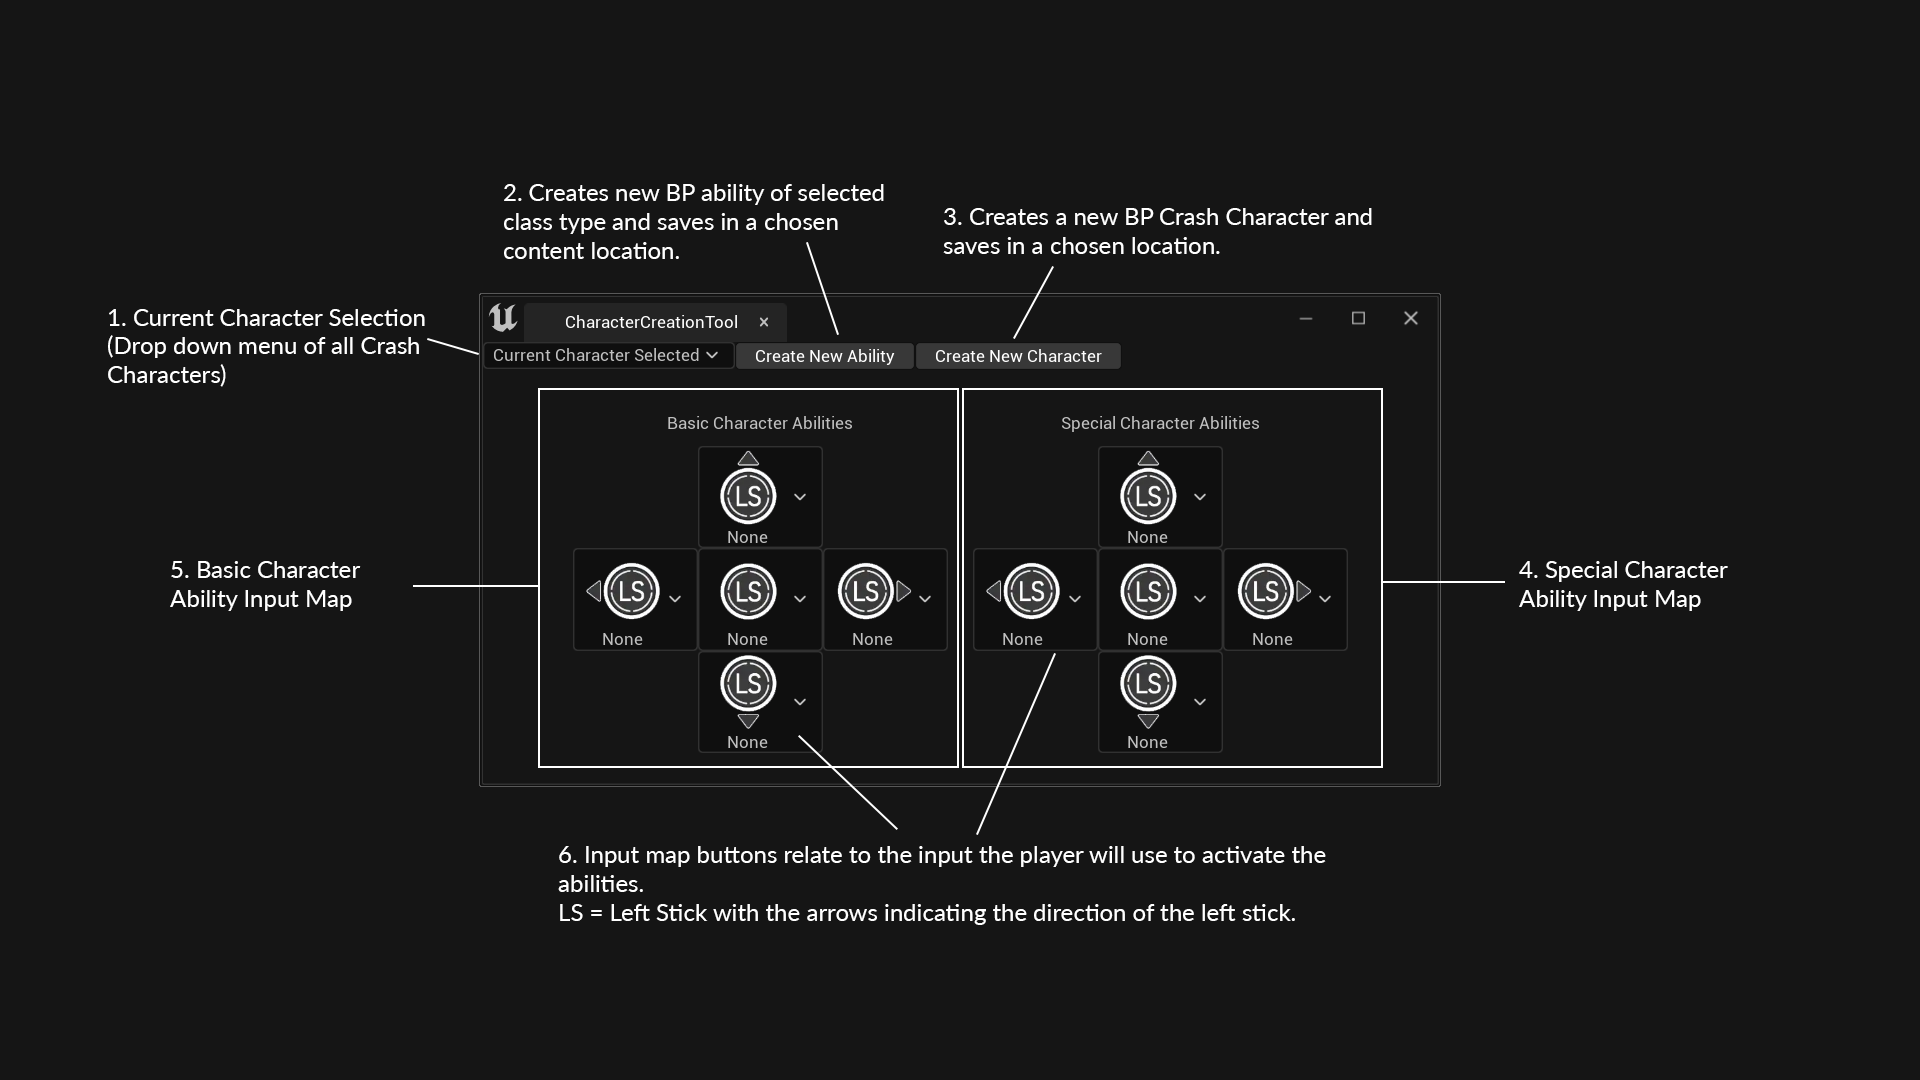 2. Creates new BP ability of selected
class type and saves in a chosen
content location.
3. Creates a new BP Crash Character and
saves in a chosen location.
1. Current Character Selection
(Drop down menu of all Crash
Characters)
CharacterCreationTool
Current Character Selected
Create New Ability
Create New Character
Basic Character Abilities
Special Character Abilities
LS
None
LS
None
5. Basic Character
Ability Input Map
LS
None
LS
None
LS
None
LS
None
LS
None
LS
None
4. Special Character
Ability Input Map
LS
None
LS
None
6. Input map buttons relate to the input the player will use to activate the
abilities.
LS = Left Stick with the arrows indicating the direction of the left stick.